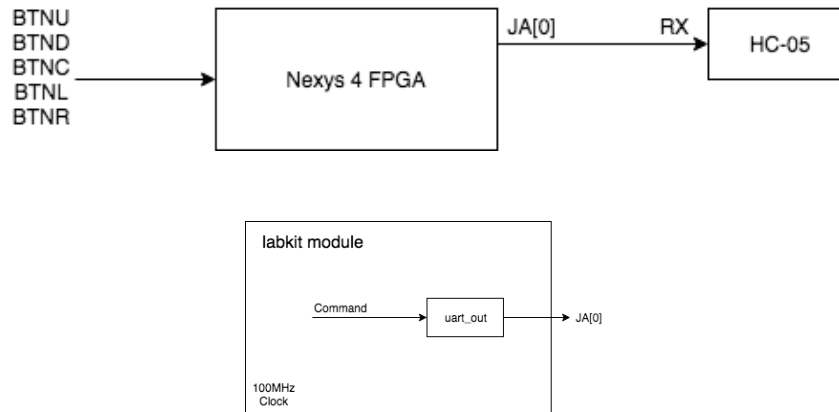 BTNU
BTND
BTNC
BTNL
BTNR
Nexys 4 FPGA
JA[0]
RX
HC-05
labkit module
Command
uart_out
JA[0]
100MHz
Clock